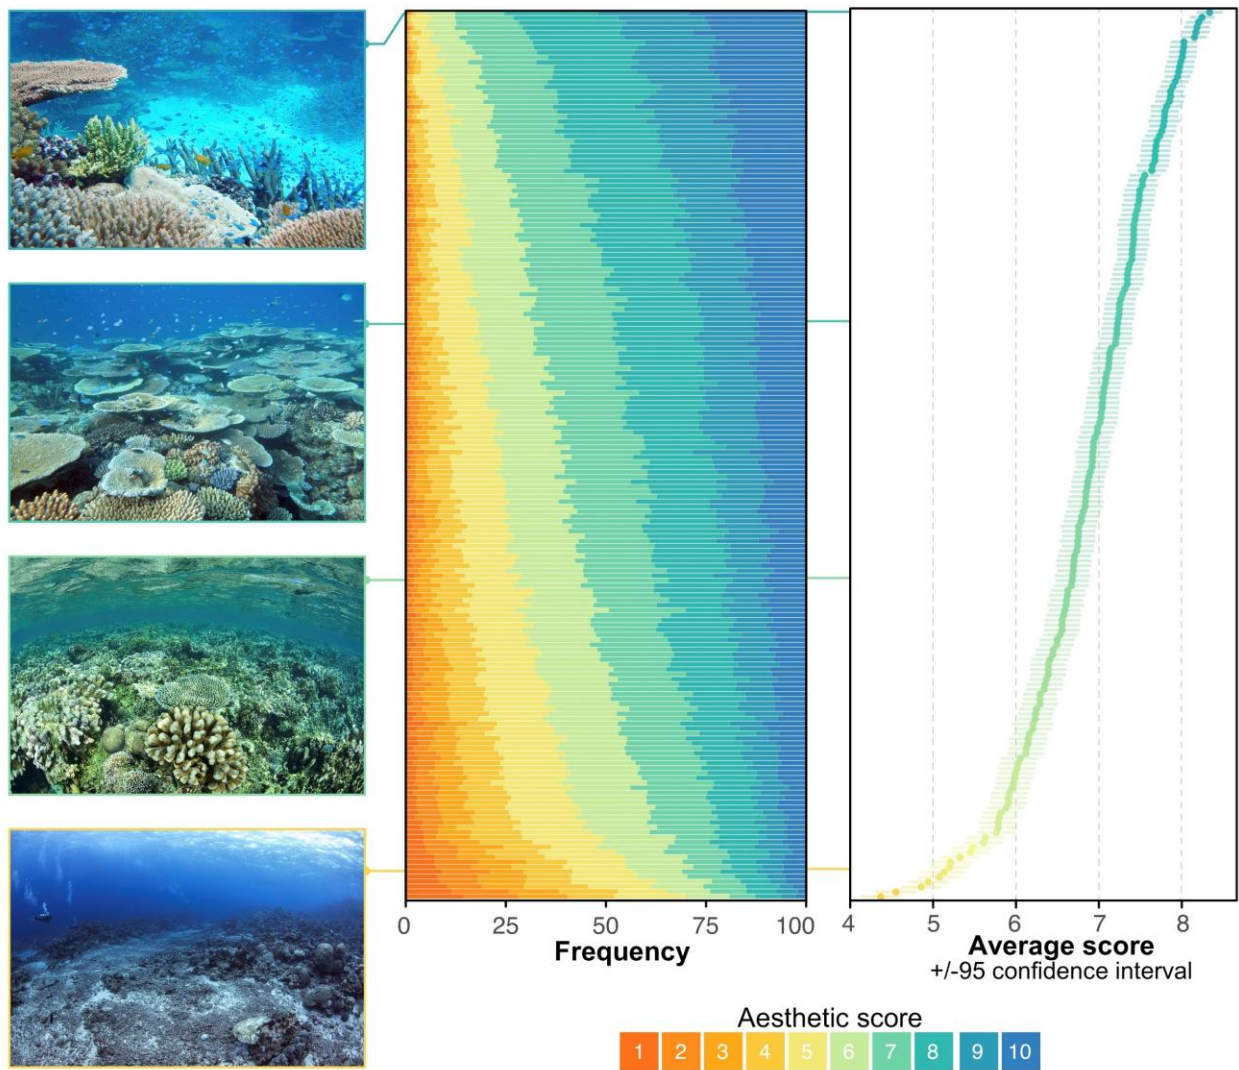 0 25 50 75 100
Frequency
4 5 6 7 8
Average score
+/-95 confidence interval
Aesthetic score
1 2 3 4 5 6 7 8 9 10